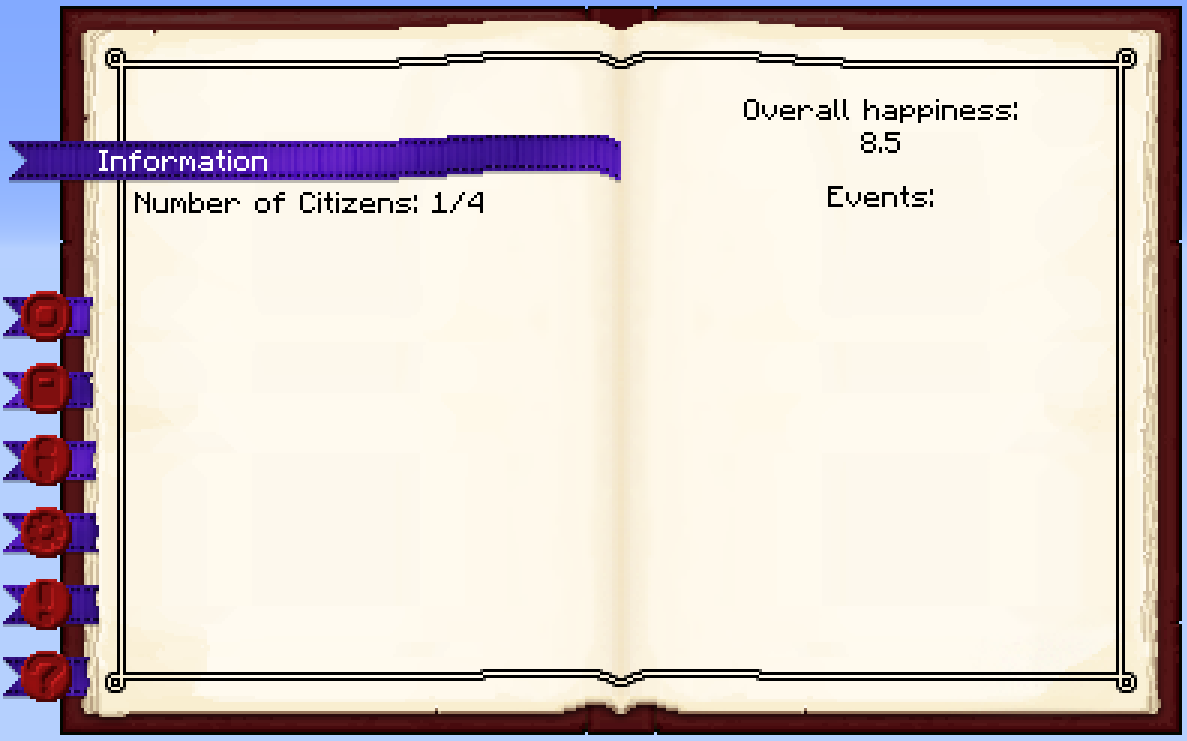 Information
Number of Citizens: 1/4
Overall happiness:
8.5
Events: